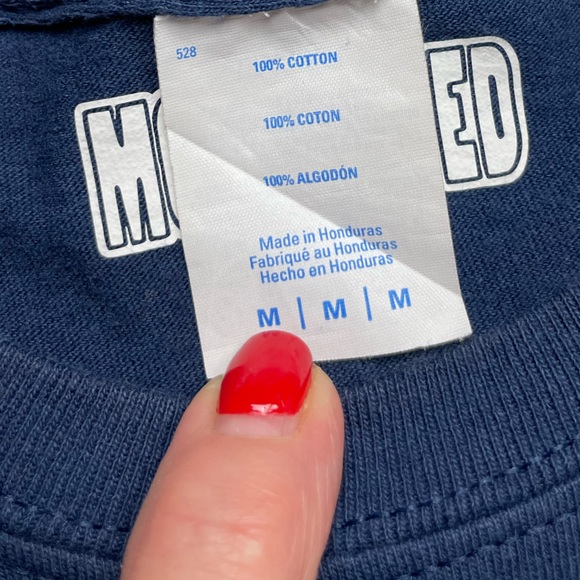 528
100% COTTON
100% COTON
100% ALGODÓN
Made in Honduras
Fabriqué au Honduras
Hecho en Honduras
M | M | M